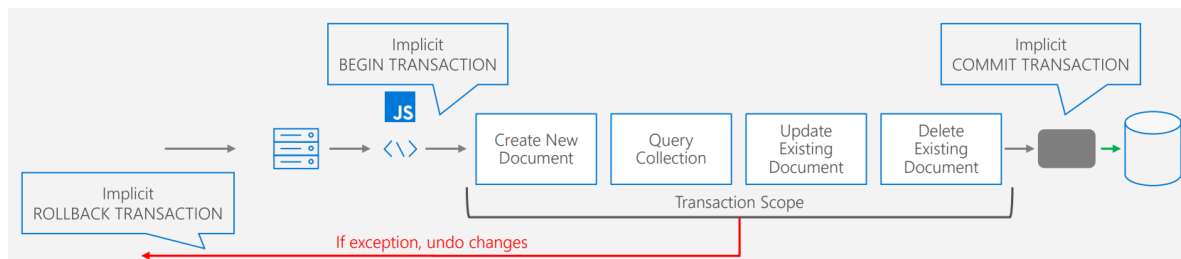 Implicit
BEGIN TRANSACTION
Implicit
COMMIT TRANSACTION
JS
Create New
Document
Query
Collection
Update
Existing
Document
Delete
Existing
Document
Implicit
ROLLBACK TRANSACTION
Transaction Scope
If exception, undo changes